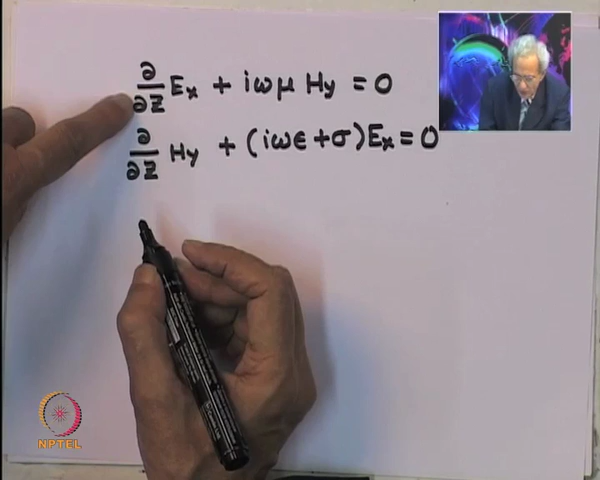 ∂/∂z Ex + iωμ Hy = 0
∂/∂z Hy + (iωϵ + σ) Ex = 0
NPTEL